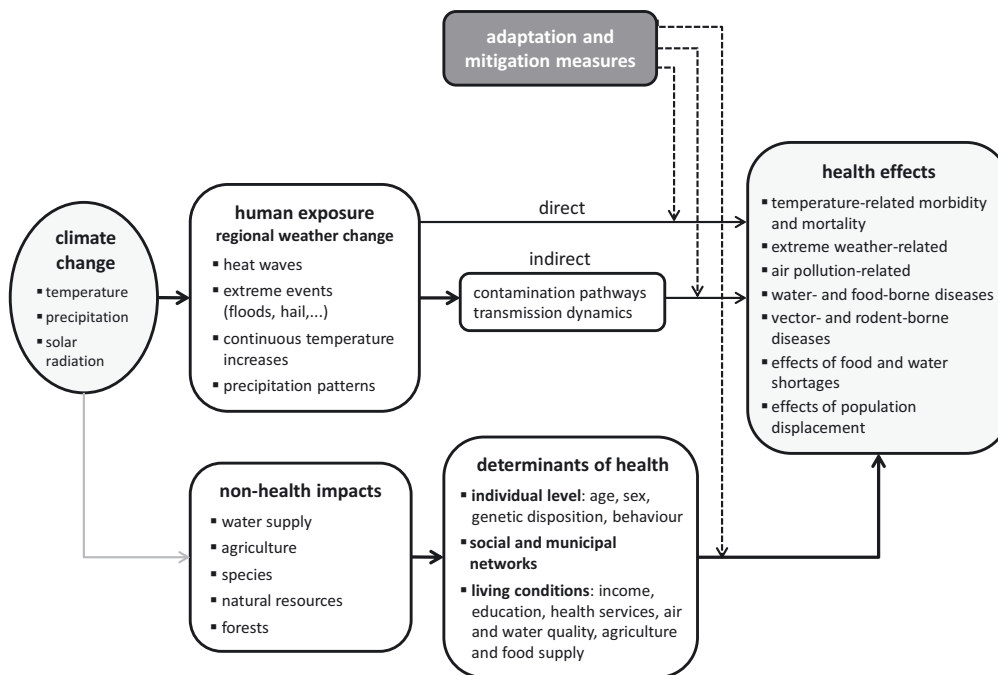 adaptation and
mitigation measures
climate
change
▪ temperature
▪ precipitation
▪ solar
radiation
human exposure
regional weather change
▪ heat waves
▪ extreme events
(floods, hail,...)
▪ continuous temperature
increases
▪ precipitation patterns
direct
indirect
contamination pathways
transmission dynamics
health effects
▪ temperature-related morbidity
and mortality
▪ extreme weather-related
▪ air pollution-related
▪ water- and food-borne diseases
▪ vector- and rodent-borne
diseases
▪ effects of food and water
shortages
▪ effects of population
displacement
non-health impacts
▪ water supply
▪ agriculture
▪ species
▪ natural resources
▪ forests
determinants of health
▪ individual level: age, sex,
genetic disposition, behaviour
▪ social and municipal
networks
▪ living conditions: income,
education, health services, air
and water quality, agriculture
and food supply